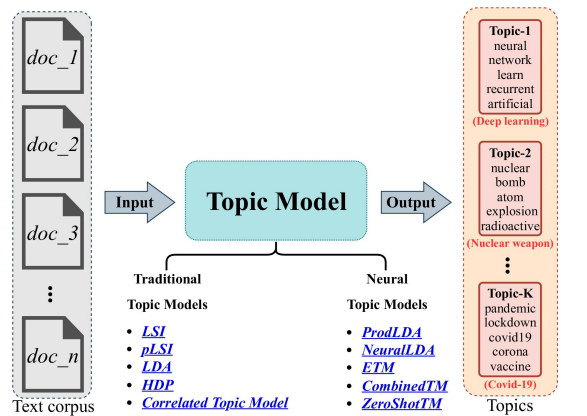 doc_1
doc_2
doc_3
doc_n
Text corpus
Input
Topic Model
Output
Traditional
Topic Models
LSI
pLSI
LDA
HDP
Correlated Topic Model
Neural
Topic Models
ProdLDA
NeuralLDA
ETM
CombinedTM
ZeroShotTM
Topic-1
neural
network
learn
recurrent
artificial
(Deep learning)
Topic-2
nuclear
bomb
atom
explosion
radioactive
(Nuclear weapon)
Topic-K
pandemic
lockdown
covid19
corona
vaccine
(Covid-19)
Topics